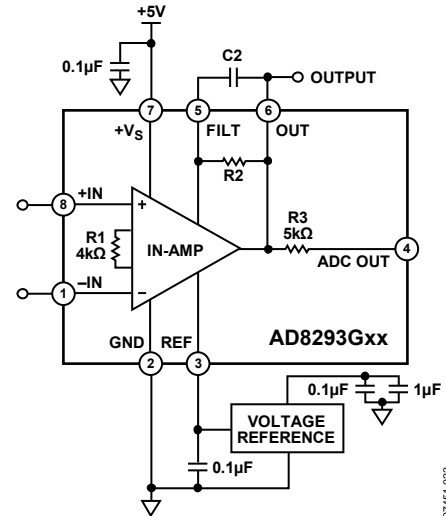 +5V
0.1µF
C2
OUTPUT
7
5
6
+VS
FILT
OUT
R2
8
+IN
+
R1
4kΩ
IN-AMP
R3
5kΩ
4
ADC OUT
1
–IN
–
GND
REF
AD8293Gxx
2
3
0.1µF
1µF
VOLTAGE
REFERENCE
0.1µF